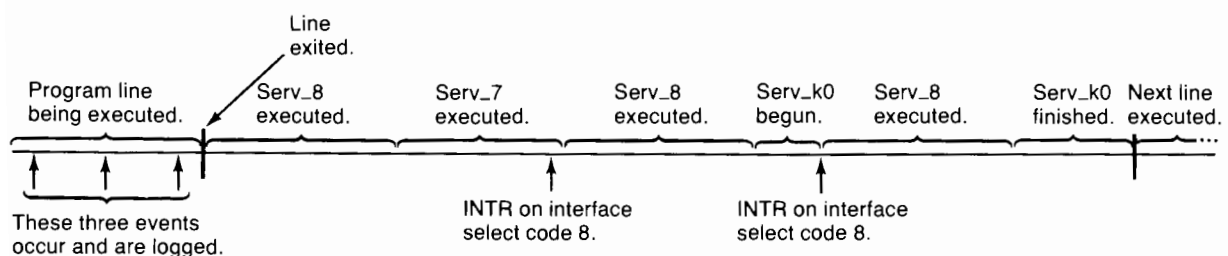 Line
exited.
Program line
being executed.
Serv_8
executed.
Serv_7
executed.
Serv_8
executed.
Serv_k0
begun.
Serv_8
executed.
Serv_k0
finished.
Next line
executed. ...
These three events
occur and are logged.
INTR on interface
select code 8.
INTR on interface
select code 8.